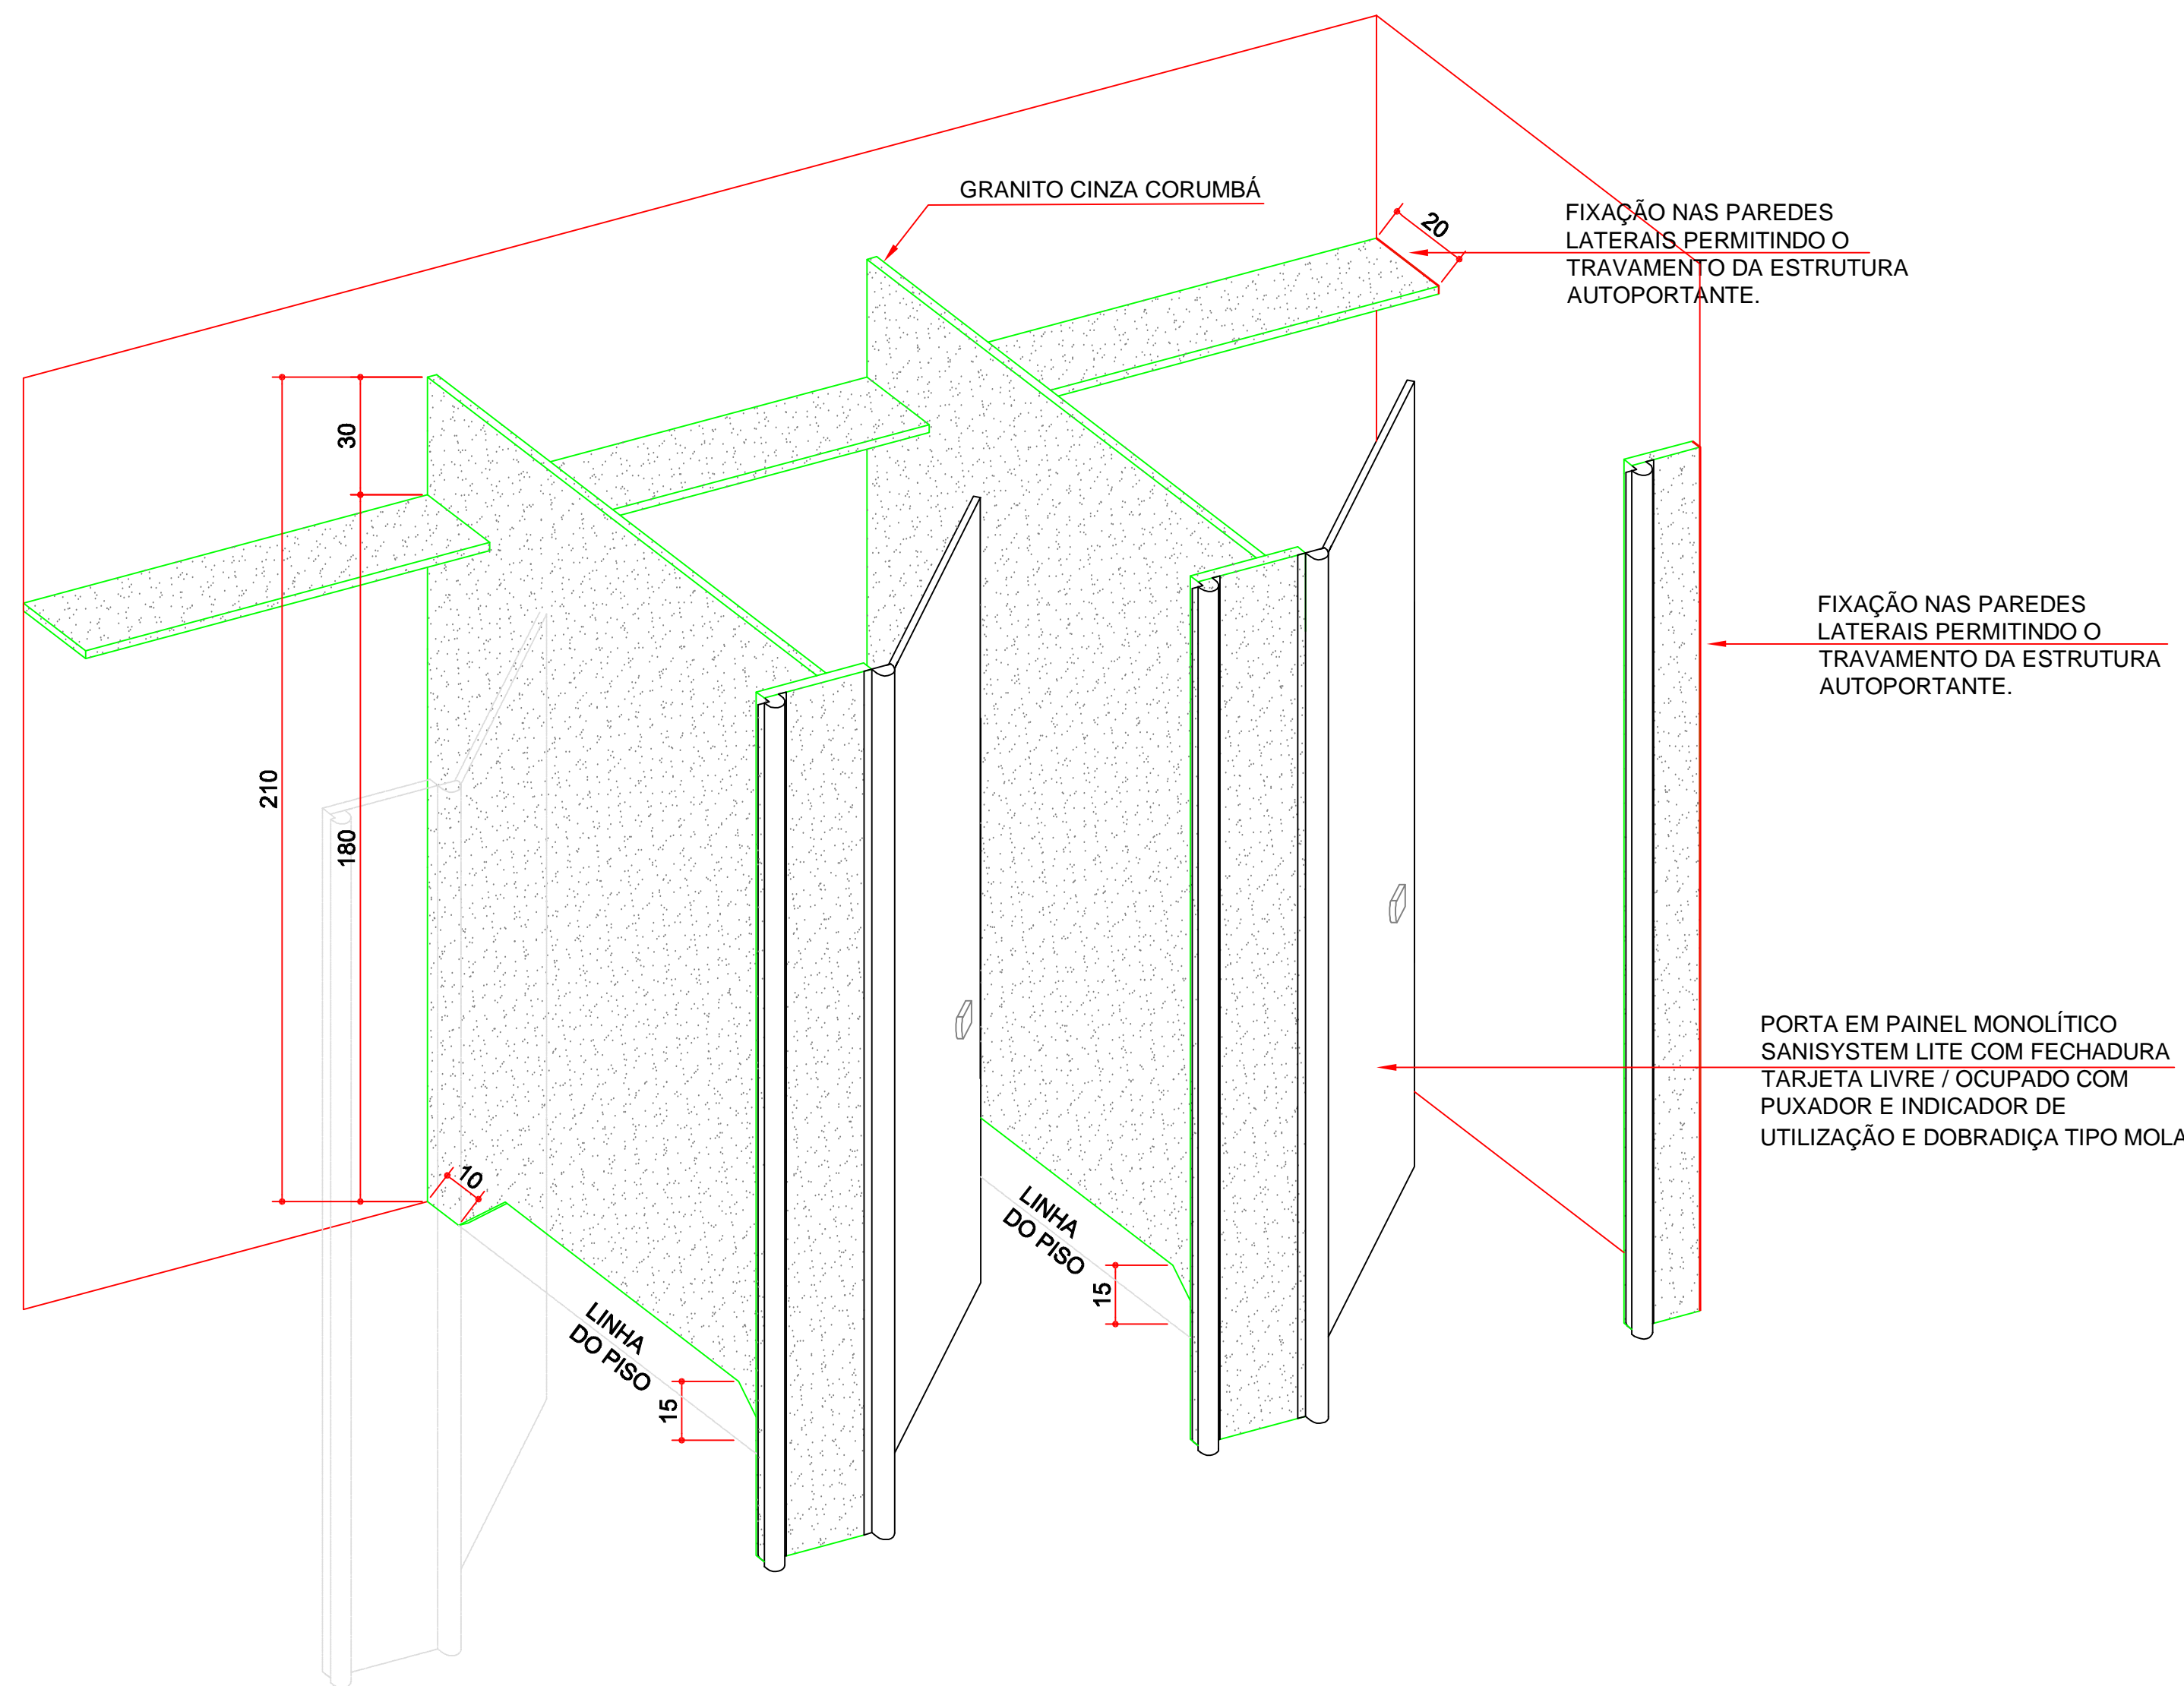 GRANITO CINZA CORUMBÁ
20
FIXAÇÃO NAS PAREDES
LATERAIS PERMITINDO O
TRAVAMENTO DA ESTRUTURA
AUTOPORTANTE.
30
210
180
FIXAÇÃO NAS PAREDES
LATERAIS PERMITINDO O
TRAVAMENTO DA ESTRUTURA
AUTOPORTANTE.
PORTA EM PAINEL MONOLÍTICO
SANISYSTEM LITE COM FECHADURA
TARJETA LIVRE / OCUPADO COM
PUXADOR E INDICADOR DE
UTILIZAÇÃO E DOBRADIÇA TIPO MOLA
10
LINHA
DO PISO
15
LINHA
DO PISO
15